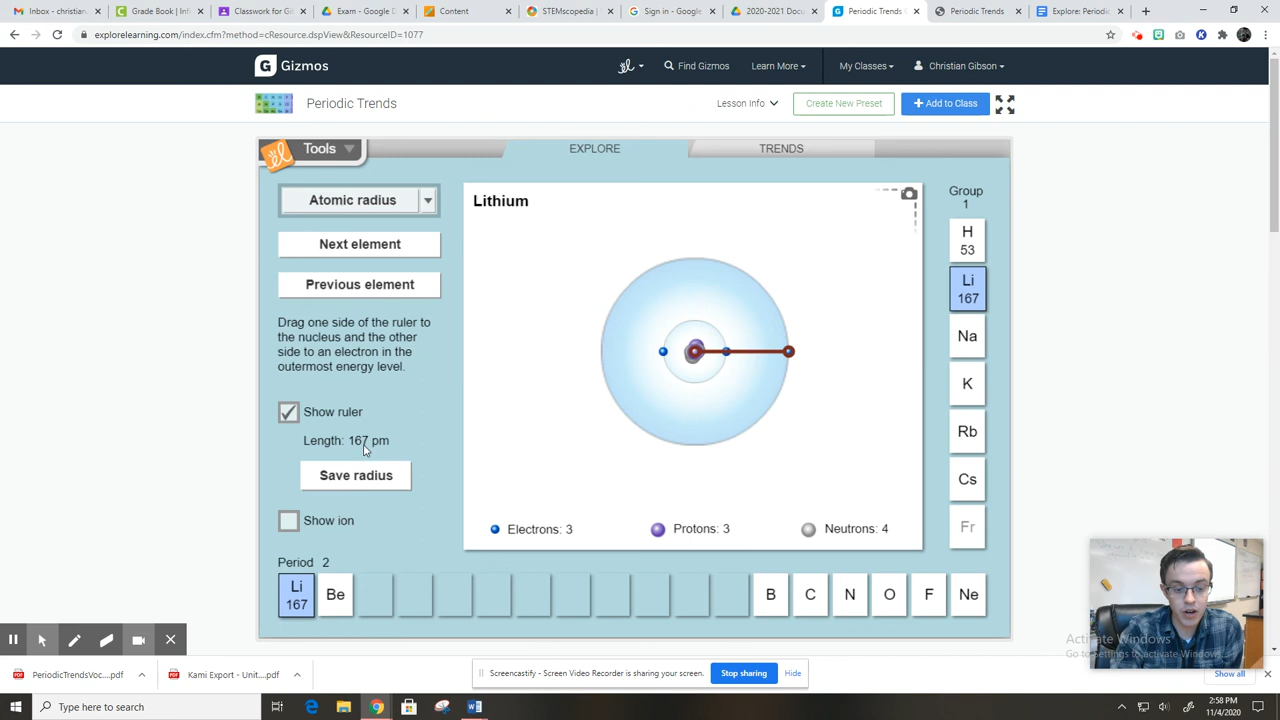 Inbox - christian.
Grade Book | Inf
Classwork for Gi
Exam - Google D
Content
STEMscopedia |
Sign in - Google
2020-2021 Docu
Periodic Trends G
Periodic Trends
Explore: Periodic
explorelearning.com/index.cfm?method=cResource.dspView&ResourceID=1077
G Gizmos
Find Gizmos
Learn More
My Classes
Christian Gibson
Periodic Trends
Lesson Info
Create New Preset
+ Add to Class
Tools
EXPLORE
TRENDS
Atomic radius
Next element
Previous element
Drag one side of the ruler to
the nucleus and the other
side to an electron in the
outermost energy level.
Show ruler
Length: 167 pm
Save radius
Show ion
Lithium
Electrons: 3
Protons: 3
Neutrons: 4
Group
1
H
53
Li
167
Na
K
Rb
Cs
Fr
Period 2
Li
167
Be
B
C
N
O
F
Ne
Activate Windows
Go to Settings to activate Windows.
PeriodicTrendsVoc....pdf
Kami Export - Unit....pdf
Screencastify - Screen Video Recorder is sharing your screen.
Stop sharing
Hide
Show all
Type here to search
2:58 PM
11/4/2020